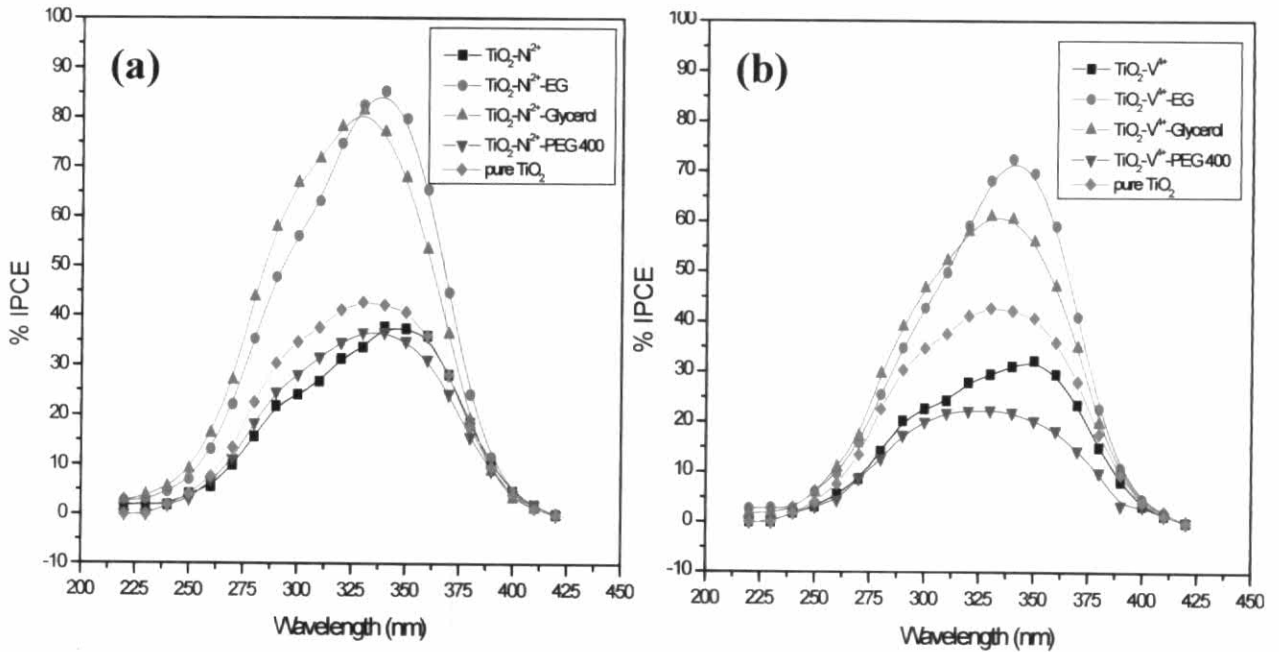 (a)
TiO2-Ni2+
TiO2-Ni2+-EG
TiO2-Ni2+-Glycerol
TiO2-Ni2+-PEG 400
pure TiO2
% IPCE
100
90
80
70
60
50
40
30
20
10
0
-10
200 225 250 275 300 325 350 375 400 425 450
Wavelength (nm)
(b)
TiO2-V4+
TiO2-V4+-EG
TiO2-V4+-Glycerol
TiO2-V4+-PEG 400
pure TiO2
% IPCE
100
90
80
70
60
50
40
30
20
10
0
-10
200 225 250 275 300 325 350 375 400 425 450
Wavelength (nm)